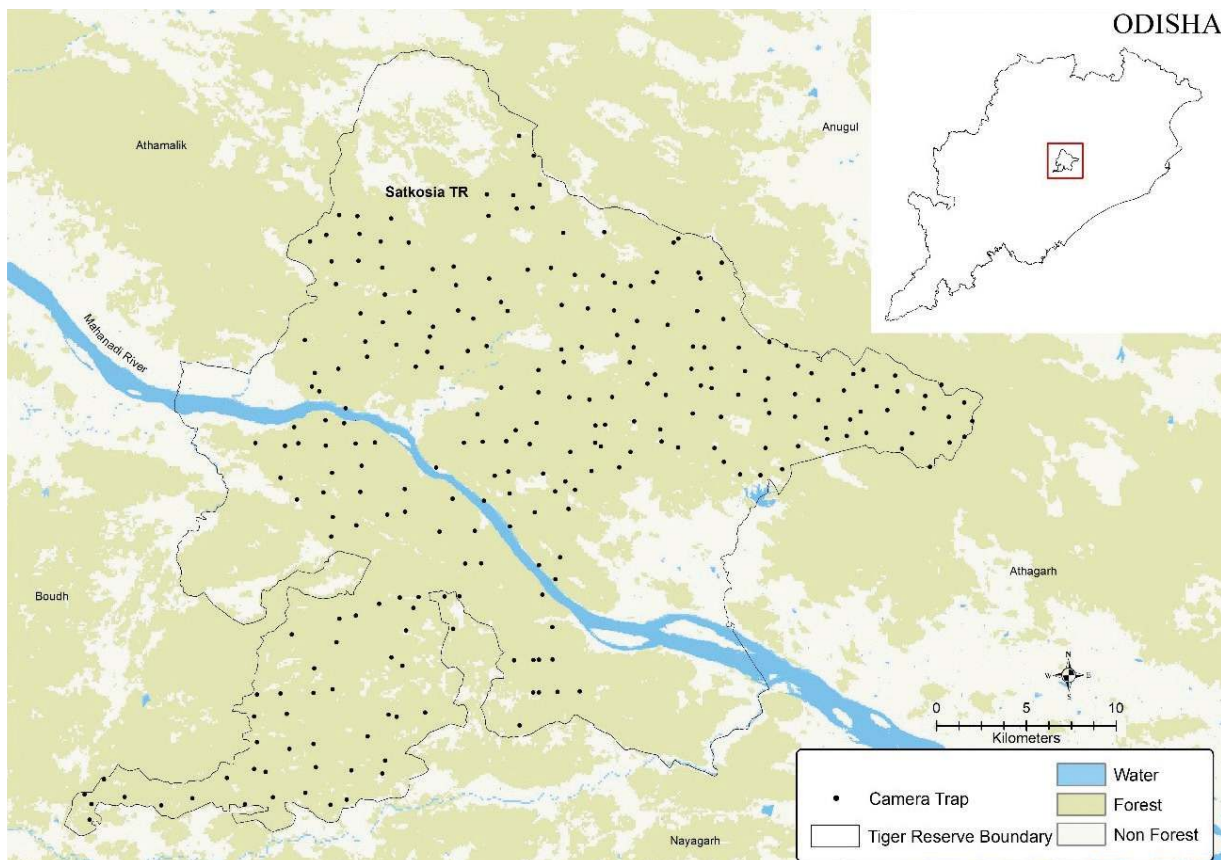 ODISHA
Anugul
Athamalik
Satkosia TR
Mahanadi River
Athagarh
Boudh
N
W E
S
0 5 10
Kilometers
Water
Camera Trap
Forest
Tiger Reserve Boundary
Non Forest
Nayagarh